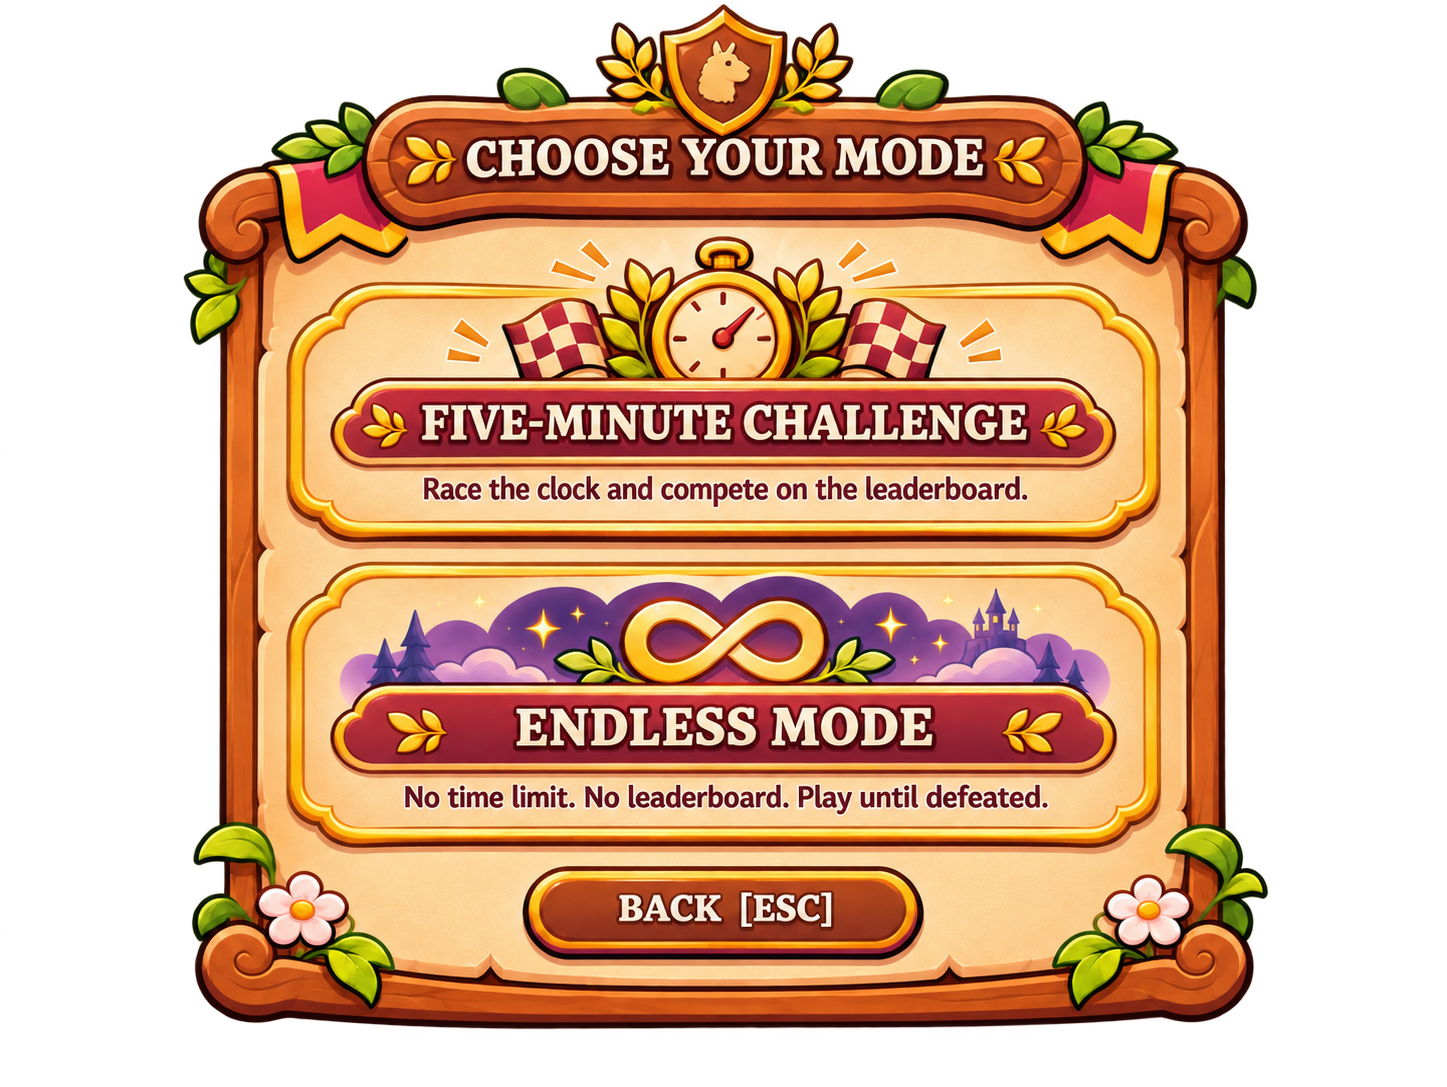 CHOOSE YOUR MODE
FIVE-MINUTE CHALLENGE
Race the clock and compete on the leaderboard.
ENDLESS MODE
No time limit. No leaderboard. Play until defeated.
BACK [ESC]